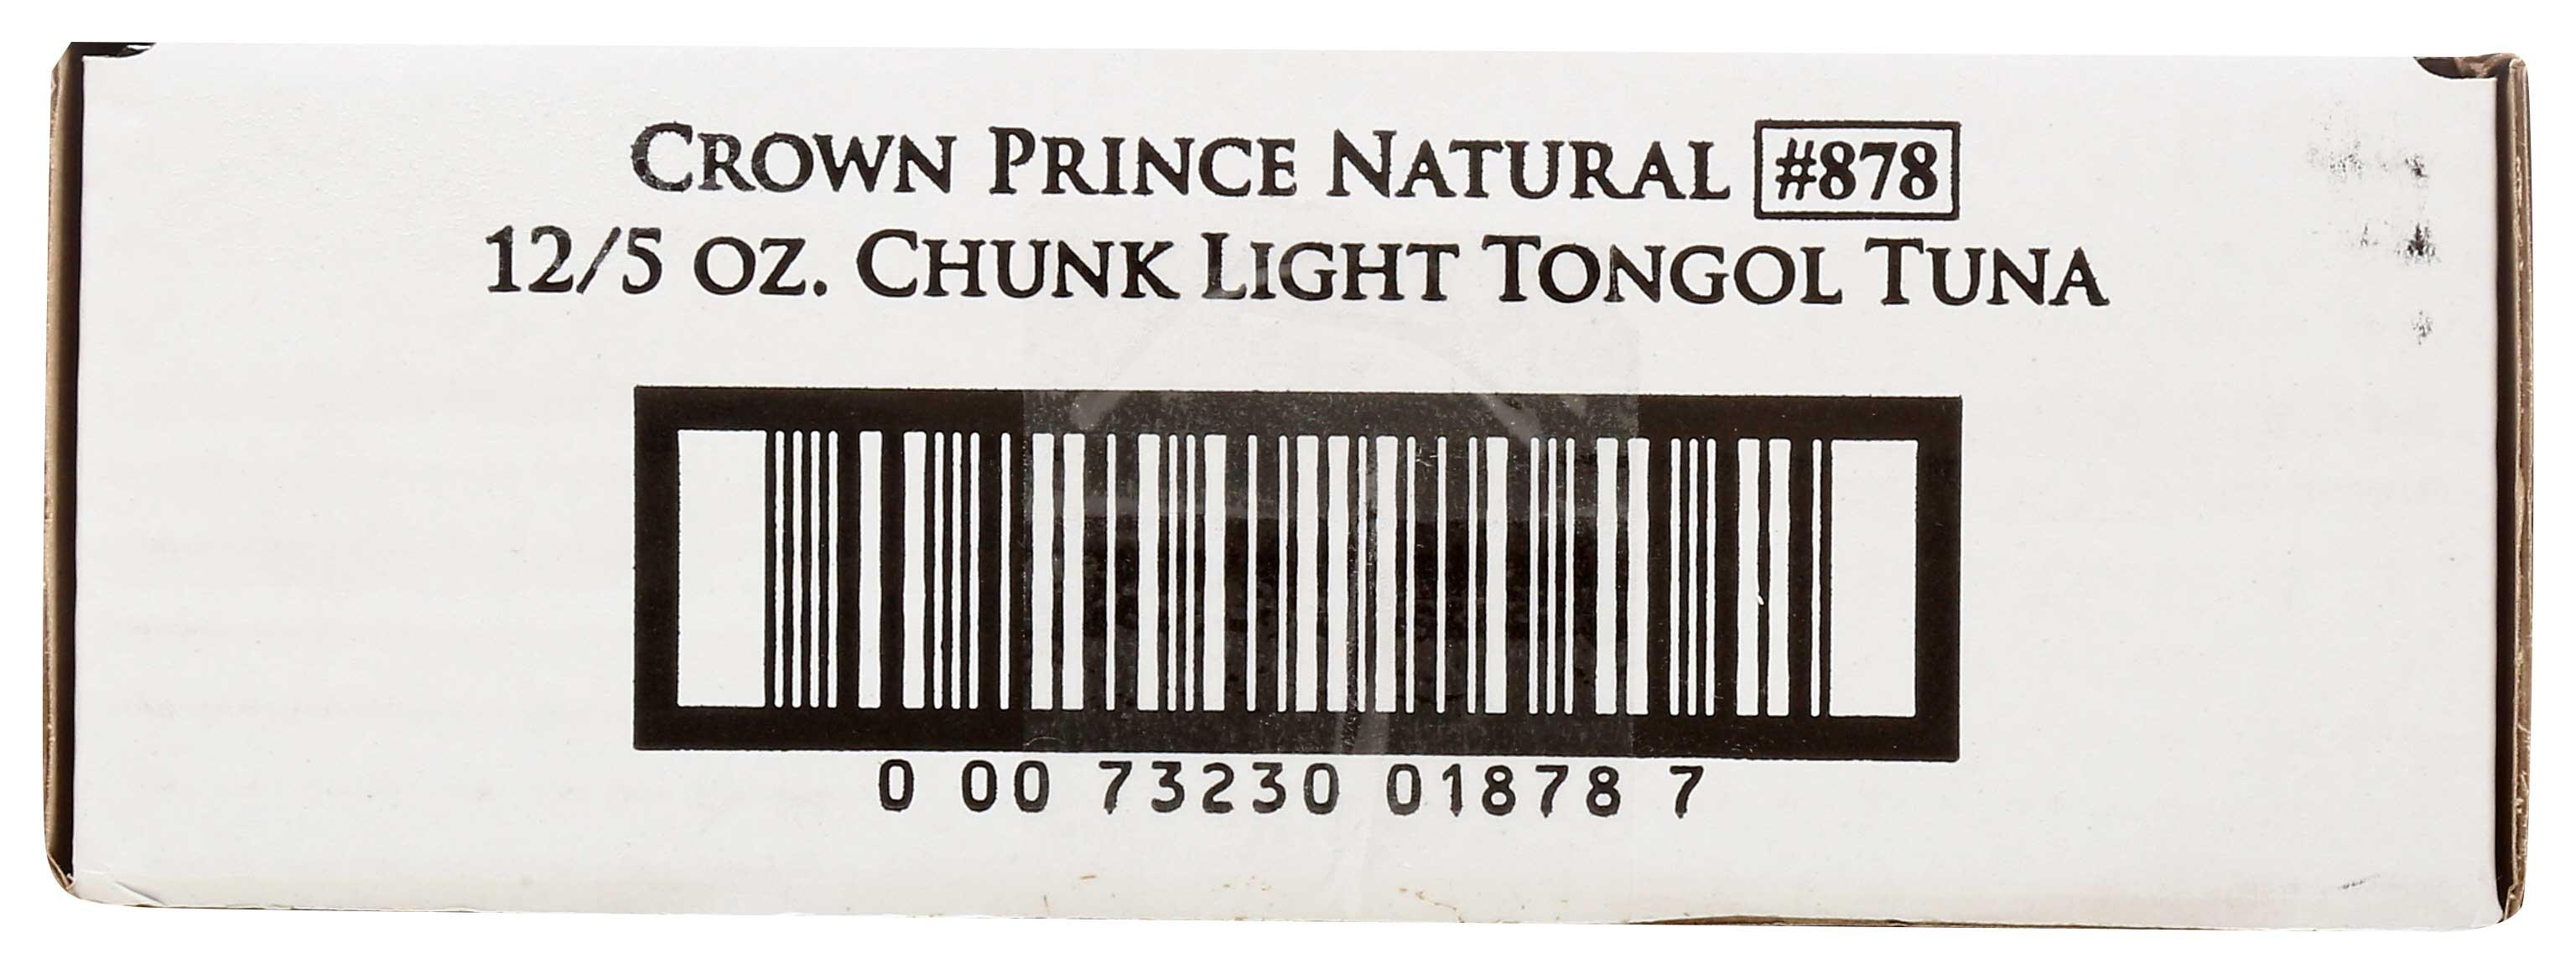 CROWN PRINCE NATURAL #878
12/5 OZ. CHUNK LIGHT TONGOL TUNA
0 00 73230 01878 7